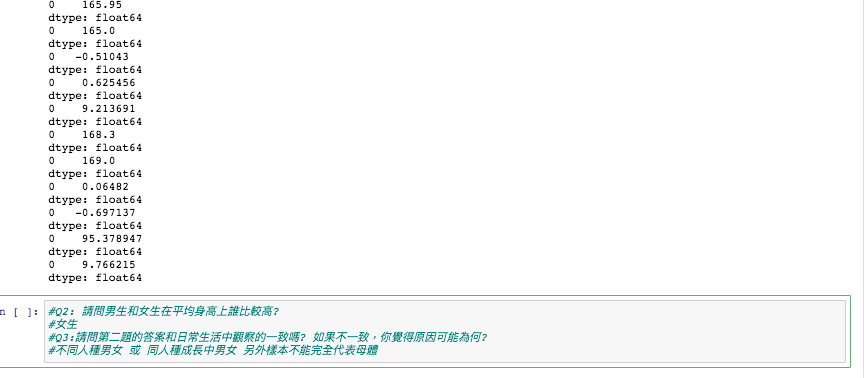 0    165.95
dtype: float64
0    165.0
dtype: float64
0   -0.51043
dtype: float64
0    0.625456
dtype: float64
0    9.213691
dtype: float64
0    168.3
dtype: float64
0    169.0
dtype: float64
0    0.06482
dtype: float64
0   -0.697137
dtype: float64
0    95.378947
dtype: float64
0    9.766215
dtype: float64
n [ ]: #Q2: 請問男生和女生在平均身高上誰比較高?
#女生
#Q3:請問第二題的答案和日常生活中觀察的一致嗎? 如果不一致，你覺得原因可能為何?
#不同人種男女 或 同人種成長中男女 另外樣本不能完全代表母體